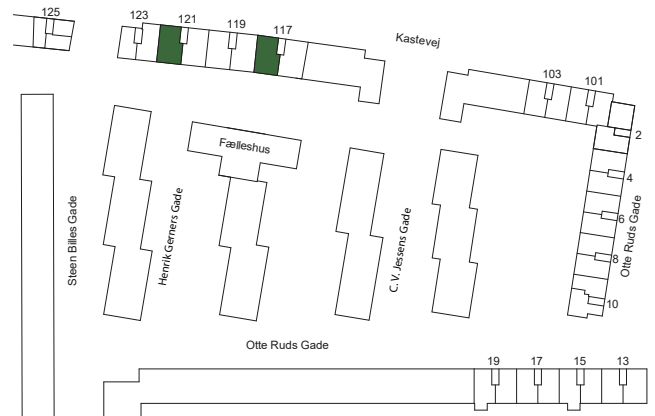 125
123
121
119
117
Kastevej
103
101
2
Fælleshus
4
6
8
10
Steen Billes Gade
Henrik Gerners Gade
C.V. Jessens Gade
Otte Ruds Gade
Otte Ruds Gade
19
17
15
13